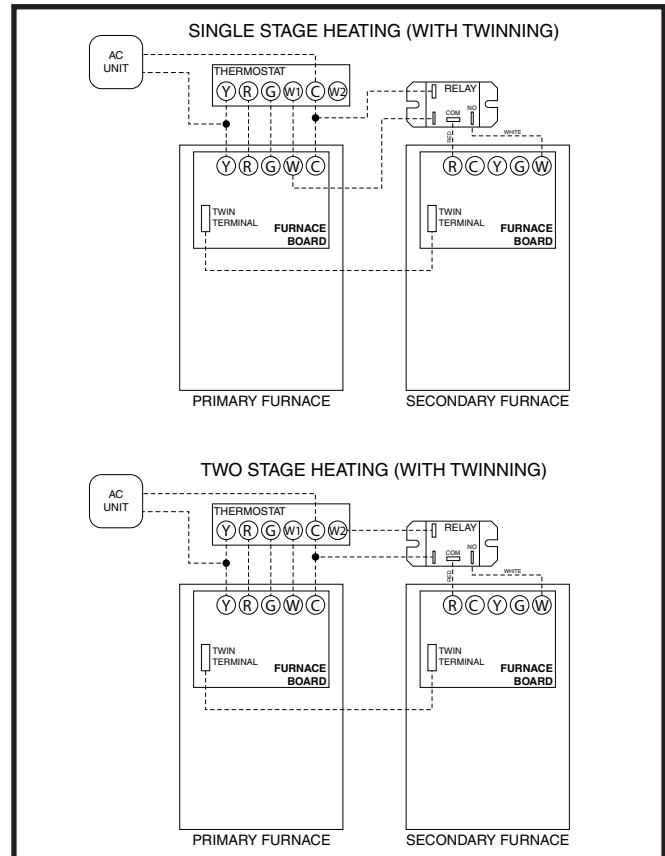 SINGLE STAGE HEATING (WITH TWINNING)
AC
UNIT
THERMOSTAT
Y R G W1 C W2
RELAY
COM
NO
RED
WHITE
Y R G W C
R C Y G W
TWIN
TERMINAL
FURNACE
BOARD
TWIN
TERMINAL
FURNACE
BOARD
PRIMARY FURNACE
SECONDARY FURNACE
TWO STAGE HEATING (WITH TWINNING)
AC
UNIT
THERMOSTAT
Y R G W1 C W2
RELAY
COM
NO
RED
WHITE
Y R G W C
R C Y G W
TWIN
TERMINAL
FURNACE
BOARD
TWIN
TERMINAL
FURNACE
BOARD
PRIMARY FURNACE
SECONDARY FURNACE